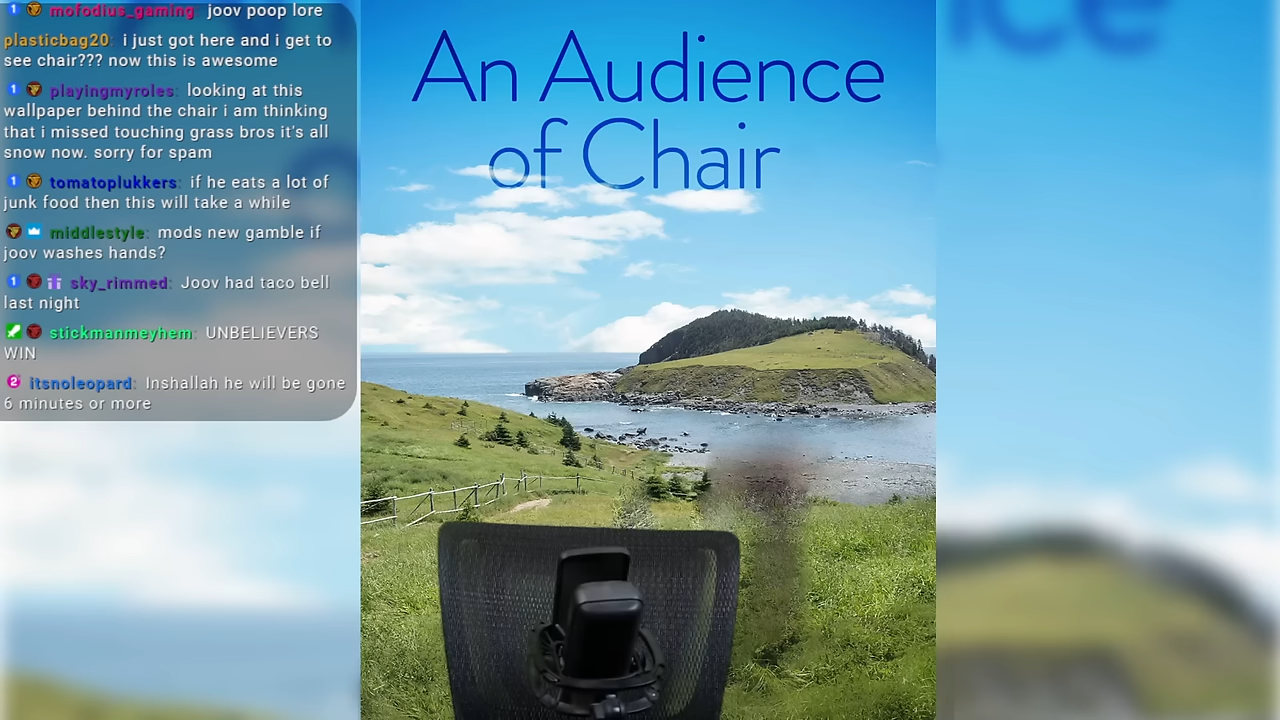 mofodius_gaming joov poop lore
plasticbag20: i just got here and i get to
see chair??? now this is awesome
playingmyroles: looking at this
wallpaper behind the chair i am thinking
that i missed touching grass bros it's all
snow now. sorry for spam
tomatoplukkers: if he eats a lot of
junk food then this will take a while
middlestyle: mods new gamble if
joov washes hands?
sky_rimmed: Joov had taco bell
last night
stickmanmeyhem: UNBELIEVERS
WIN
itsnoleopard: Inshallah he will be gone
6 minutes or more
An Audience
of Chair